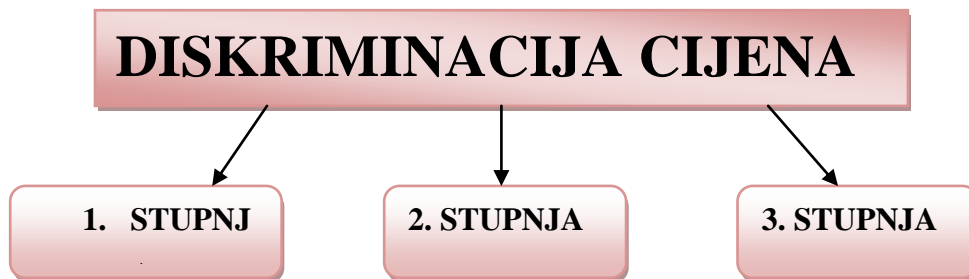 DISKRIMINACIJA CIJENA
1. STUPNJ
2. STUPNJA
3. STUPNJA